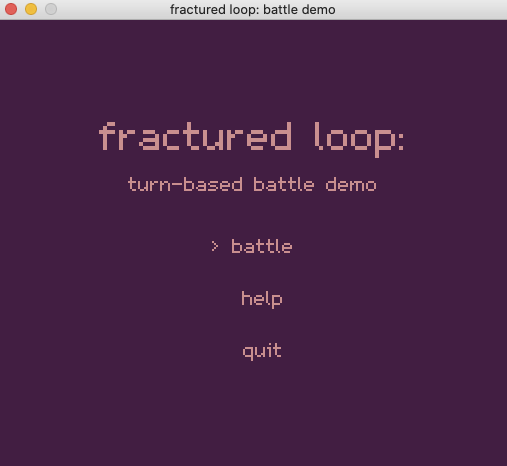 fractured loop: battle demo
fractured loop:
turn-based battle demo
> battle
help
quit